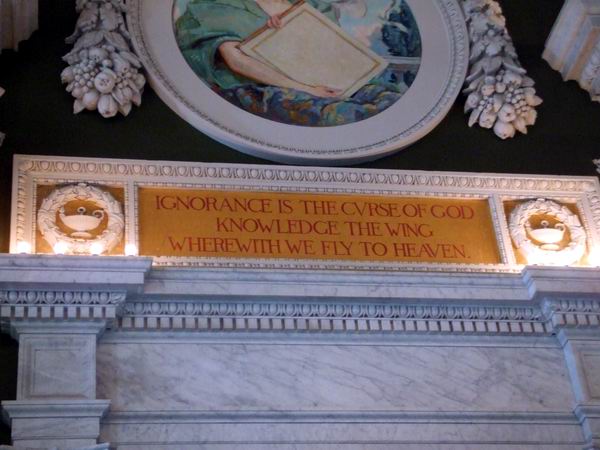 IGNORANCE IS THE CVRSE OF GOD
KNOWLEDGE THE WING
WHEREWITH WE FLY TO HEAVEN.